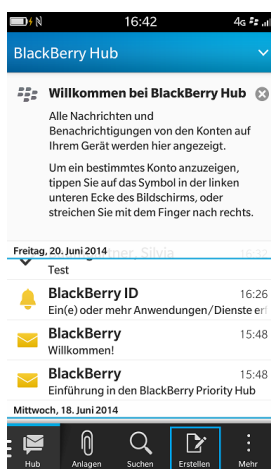 16:42 4G
BlackBerry Hub
Willkommen bei BlackBerry Hub
Alle Nachrichten und
Benachrichtigungen von den Konten auf
Ihrem Gerät werden hier angezeigt.
Um ein bestimmtes Konto anzuzeigen,
tippen Sie auf das Symbol in der linken
unteren Ecke des Bildschirms, oder
streichen Sie mit dem Finger nach rechts.
Freitag, 20. Juni 2014
Silvia 16:32
Test
BlackBerry ID 16:26
Ein(e) oder mehr Anwendungen/Dienste
BlackBerry 15:48
Willkommen!
BlackBerry 15:48
Einführung in den BlackBerry Priority Hub
Mittwoch, 18. Juni 2014
Hub Anlagen Suchen Erstellen Mehr